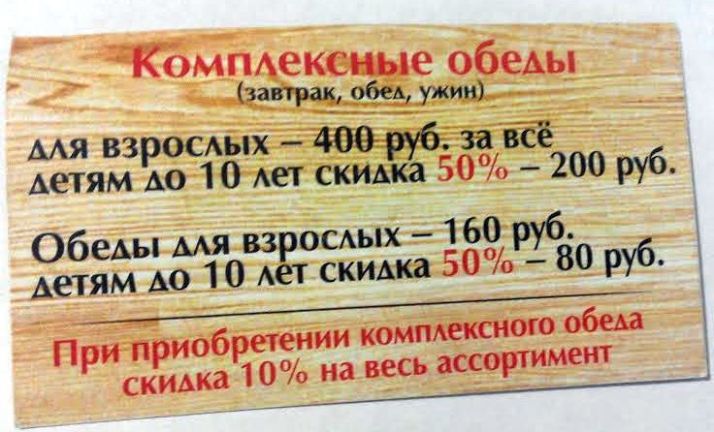 Комплексные обеды
(завтрак, обед, ужин)
для взрослых – 400 руб. за всё
детям до 10 лет скидка 50% – 200 руб.
Обеды для взрослых – 160 руб.
детям до 10 лет скидка 50% – 80 руб.
При приобретении комплексного обеда
скидка 10% на весь ассортимент